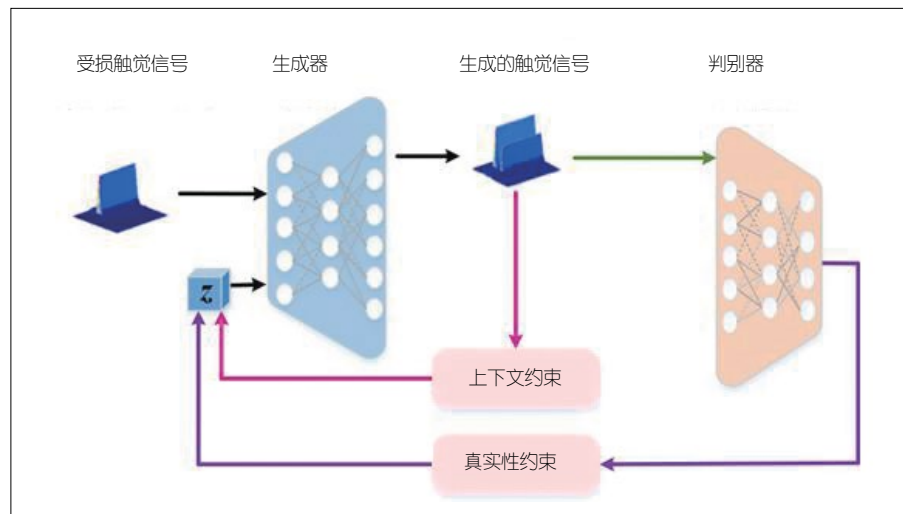 受损触觉信号
生成器
生成的触觉信号
判别器
z
上下文约束
真实性约束